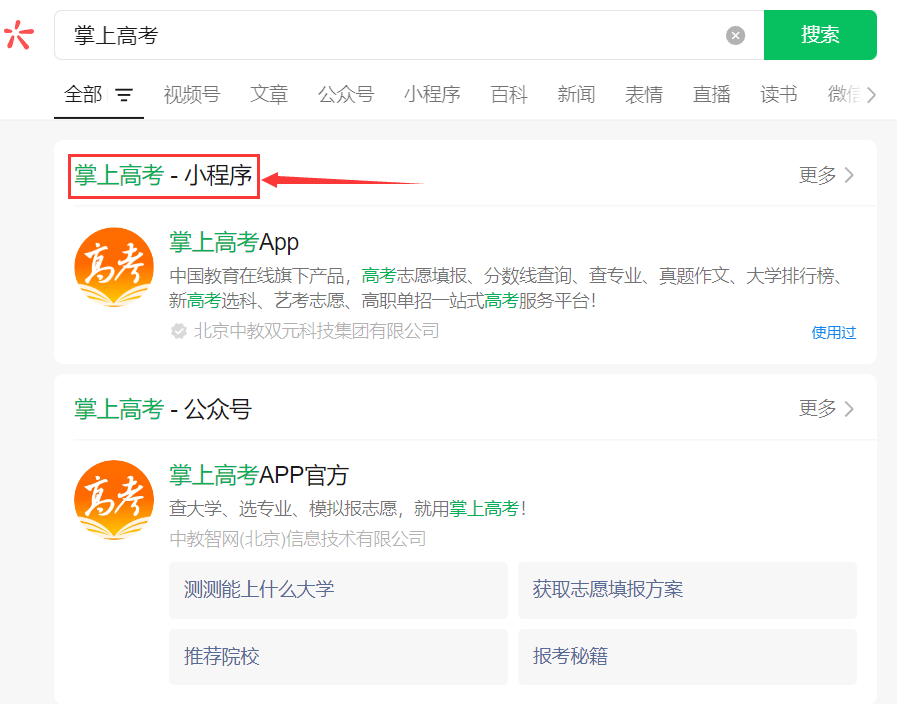 掌上高考
搜索
全部 视频号 文章 公众号 小程序 百科 新闻 表情 直播 读书 微信
掌上高考 - 小程序 更多
高考
掌上高考App
中国教育在线旗下产品，高考志愿填报、分数线查询、查专业、真题作文、大学排行榜、
新高考选科、艺考志愿、高职单招一站式高考服务平台！
北京中教双元科技集团有限公司
使用过
掌上高考 - 公众号 更多
高考
掌上高考APP官方
查大学、选专业、模拟报志愿，就用掌上高考！
中教智网(北京)信息技术有限公司
测测能上什么大学 获取志愿填报方案
推荐院校 报考秘籍